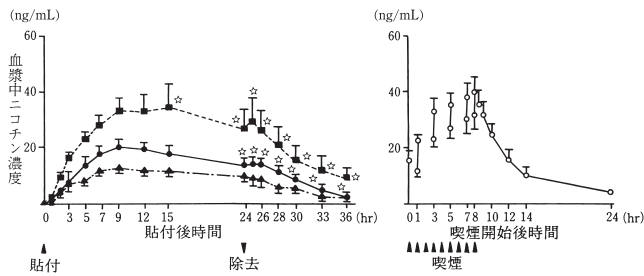 (ng/mL)
60
40
20
血漿中ニコチン濃度
0 1 3 5 7 9 12 15 24 26 28 30 33 36 (hr)
貼付後時間
貼付
除去
(ng/mL)
60
40
20
0 1 3 5 7 8 10 12 14 24 (hr)
喫煙開始後時間
喫煙